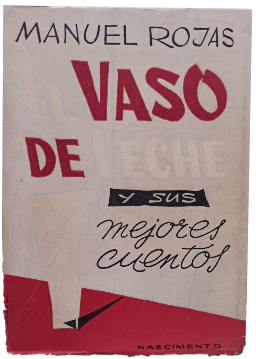 MANUEL ROJAS
EL VASO
DE LECHE
Y SUS
mejores
cuentos
NASCIMENTO